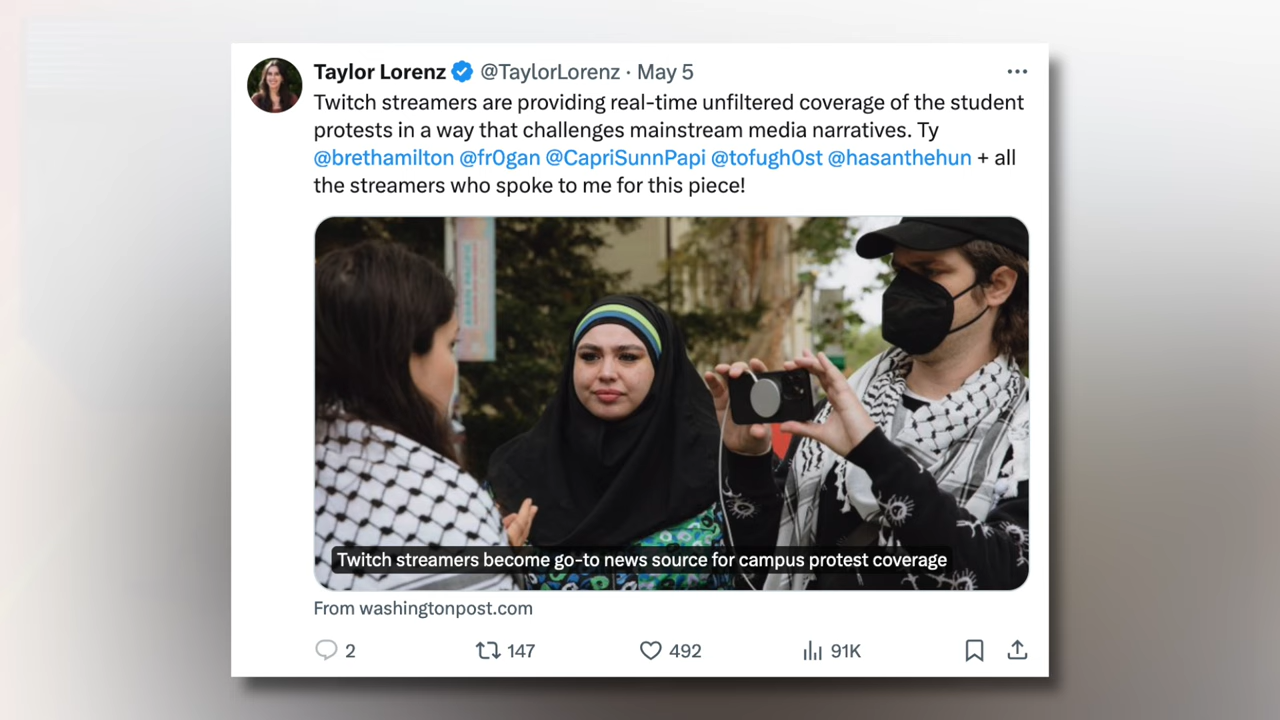 Taylor Lorenz @TaylorLorenz · May 5
Twitch streamers are providing real-time unfiltered coverage of the student
protests in a way that challenges mainstream media narratives. Ty
@brethamilton @fr0gan @CapriSunnPapi @tofugh0st @hasanthehun + all
the streamers who spoke to me for this piece!
Twitch streamers become go-to news source for campus protest coverage
From washingtonpost.com
2 147 492 91K